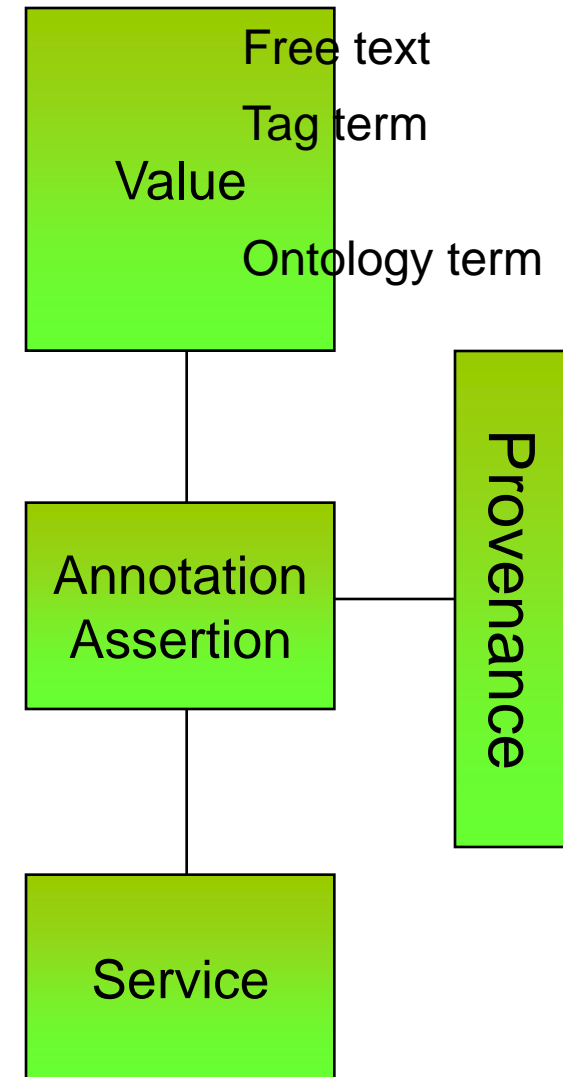 Free text
Tag term
Value
Ontology term
Provenance
Annotation
Assertion
Service